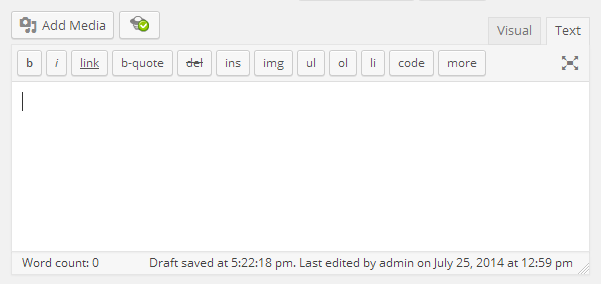 Add Media
Visual Text
b i link b-quote del ins img ul ol li code more
Word count: 0 Draft saved at 5:22:18 pm. Last edited by admin on July 25, 2014 at 12:59 pm